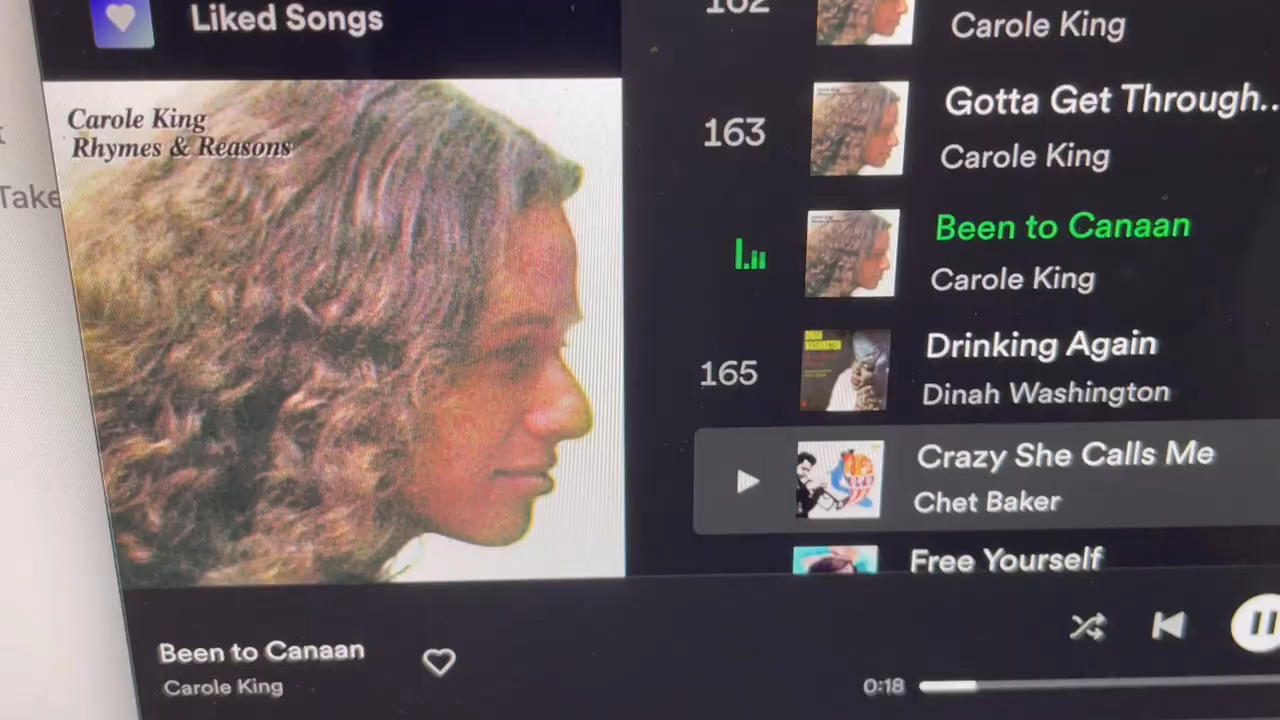 Liked Songs
Take
Carole King
Rhymes & Reasons
162
Carole King
163
Gotta Get Through..
Carole King
Been to Canaan
Carole King
165
Drinking Again
Dinah Washington
Crazy She Calls Me
Chet Baker
Free Yourself
Been to Canaan
Carole King
0:18